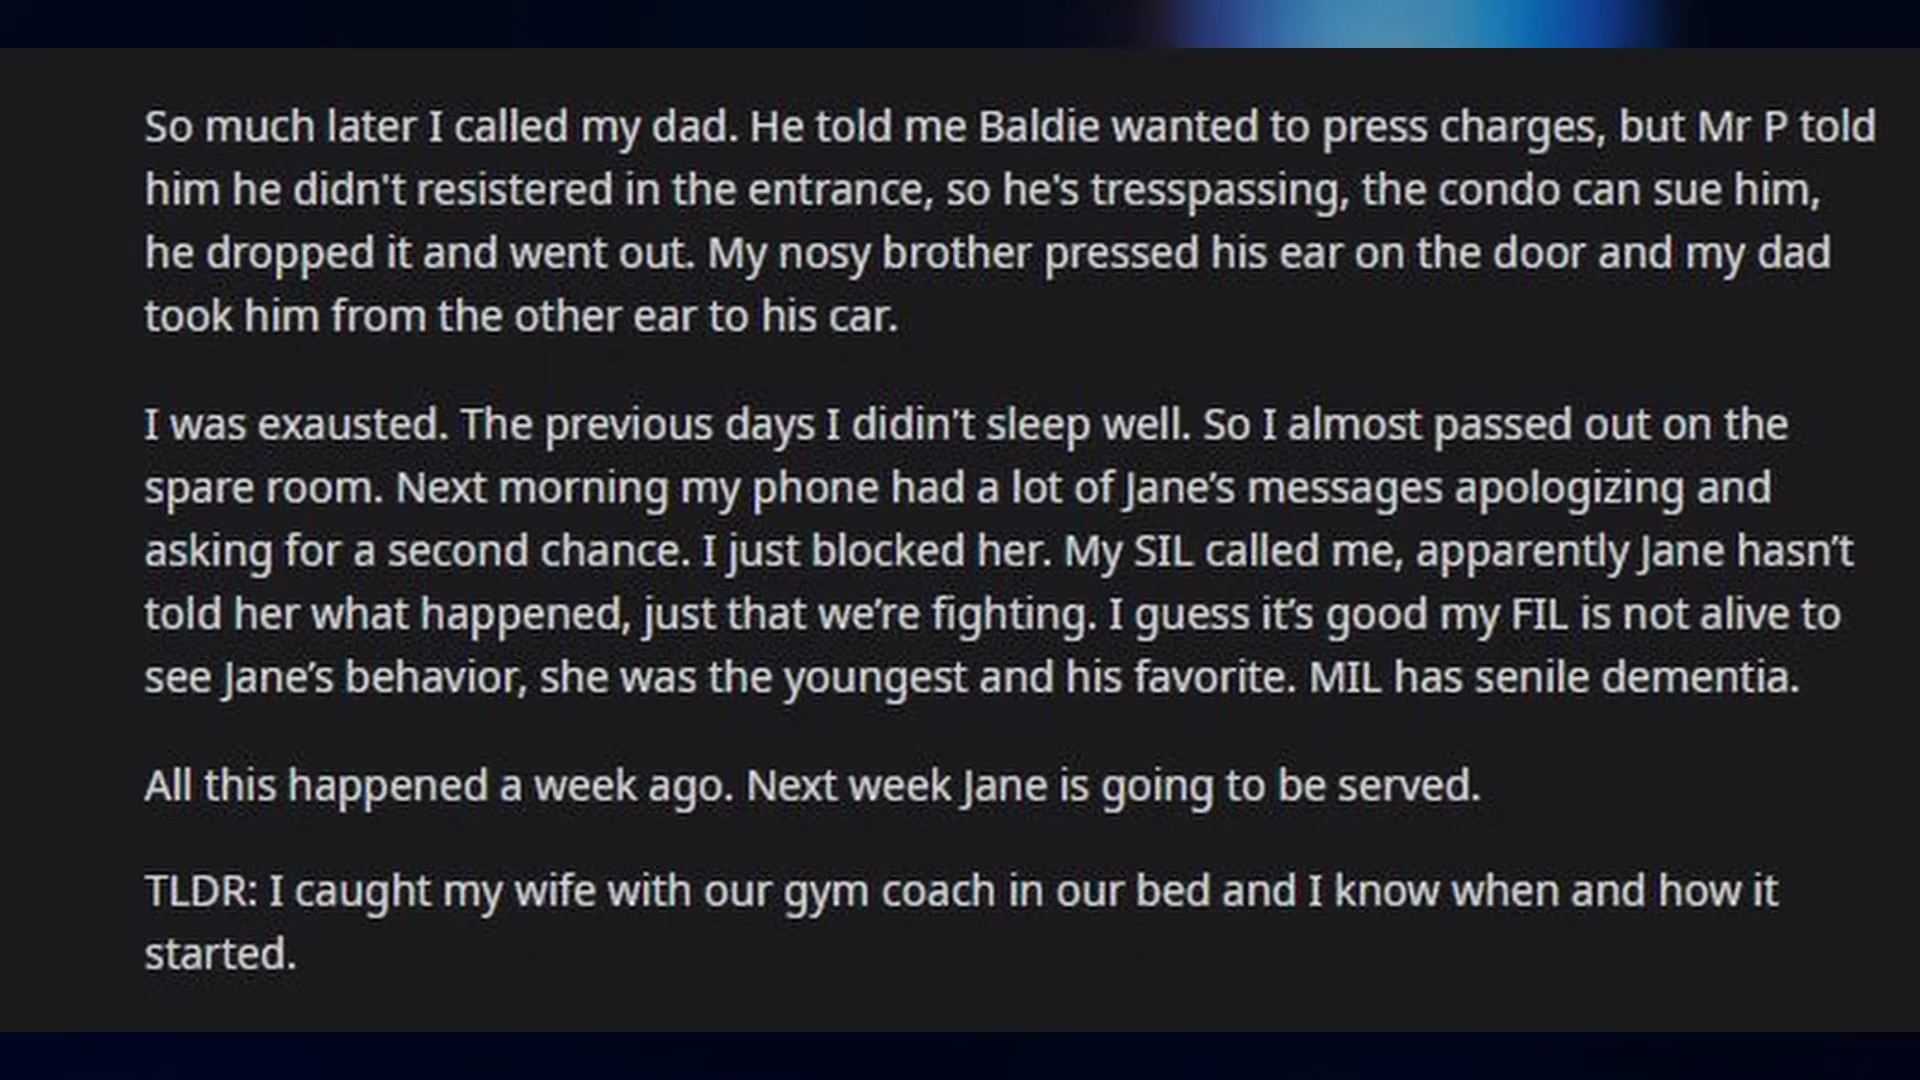 So much later I called my dad. He told me Baldie wanted to press charges, but Mr P told
him he didn't resistered in the entrance, so he's tresspassing, the condo can sue him,
he dropped it and went out. My nosy brother pressed his ear on the door and my dad
took him from the other ear to his car.
I was exausted. The previous days I didin't sleep well. So I almost passed out on the
spare room. Next morning my phone had a lot of Jane’s messages apologizing and
asking for a second chance. I just blocked her. My SIL called me, apparently Jane hasn’t
told her what happened, just that we’re fighting. I guess it’s good my FIL is not alive to
see Jane’s behavior, she was the youngest and his favorite. MIL has senile dementia.
All this happened a week ago. Next week Jane is going to be served.
TLDR: I caught my wife with our gym coach in our bed and I know when and how it
started.